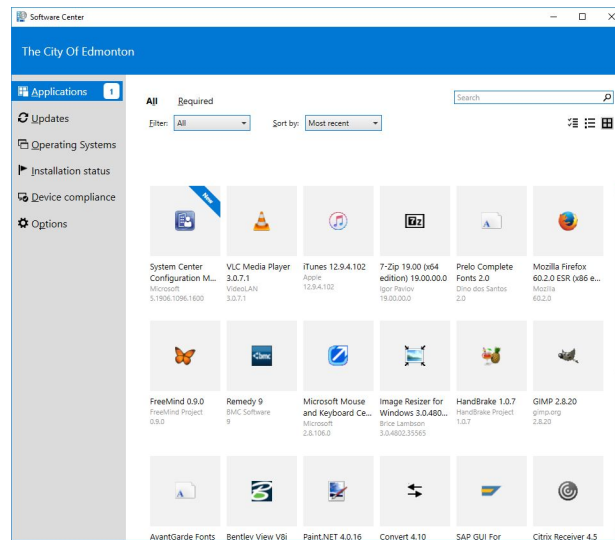 Software Center
The City Of Edmonton
Applications 1
Updates
Operating Systems
Installation status
Device compliance
Options
All Required
Search
Filter: All Sort by: Most recent
New
System Center
Configuration M...
Microsoft
5.1906.1096.1600
VLC Media Player
3.0.7.1
VideoLAN
3.0.7.1
iTunes 12.9.4.102
Apple
12.9.4.102
7z
7-Zip 19.00 (x64
edition) 19.00.00.0
Igor Pavlov
19.00.00.0
A
Prelo Complete
Fonts 2.0
Dino dos Santos
2.0
Mozilla Firefox
60.2.0 ESR (x86 e...
Mozilla
60.2.0
FreeMind 0.9.0
FreeMind Project
0.9.0
bmc
Remedy 9
BMC Software
9
Microsoft Mouse
and Keyboard Ce...
Microsoft
2.8.106.0
Image Resizer for
Windows 3.0.480...
Brice Lambson
3.0.4802.35565
HandBrake 1.0.7
HandBrake Project
1.0.7
GIMP 2.8.20
gimp.org
2.8.20
A
AvantGarde Fonts
Bentley View V8i
Paint.NET 4.0.16
Convert 4.10
SAP GUI For
Citrix Receiver 4.5